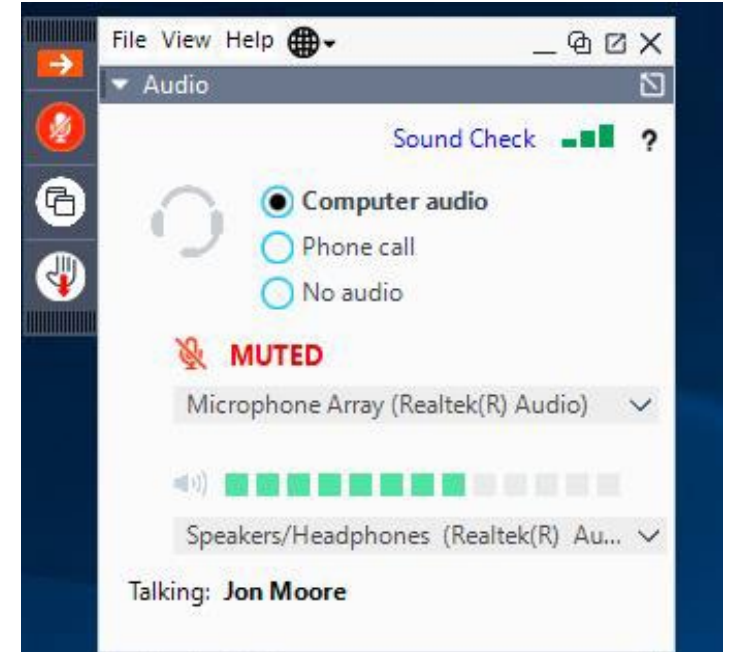 File View Help
Audio
Sound Check ?
Computer audio
Phone call
No audio
MUTED
Microphone Array (Realtek(R) Audio)
Speakers/Headphones (Realtek(R) Au...
Talking: Jon Moore